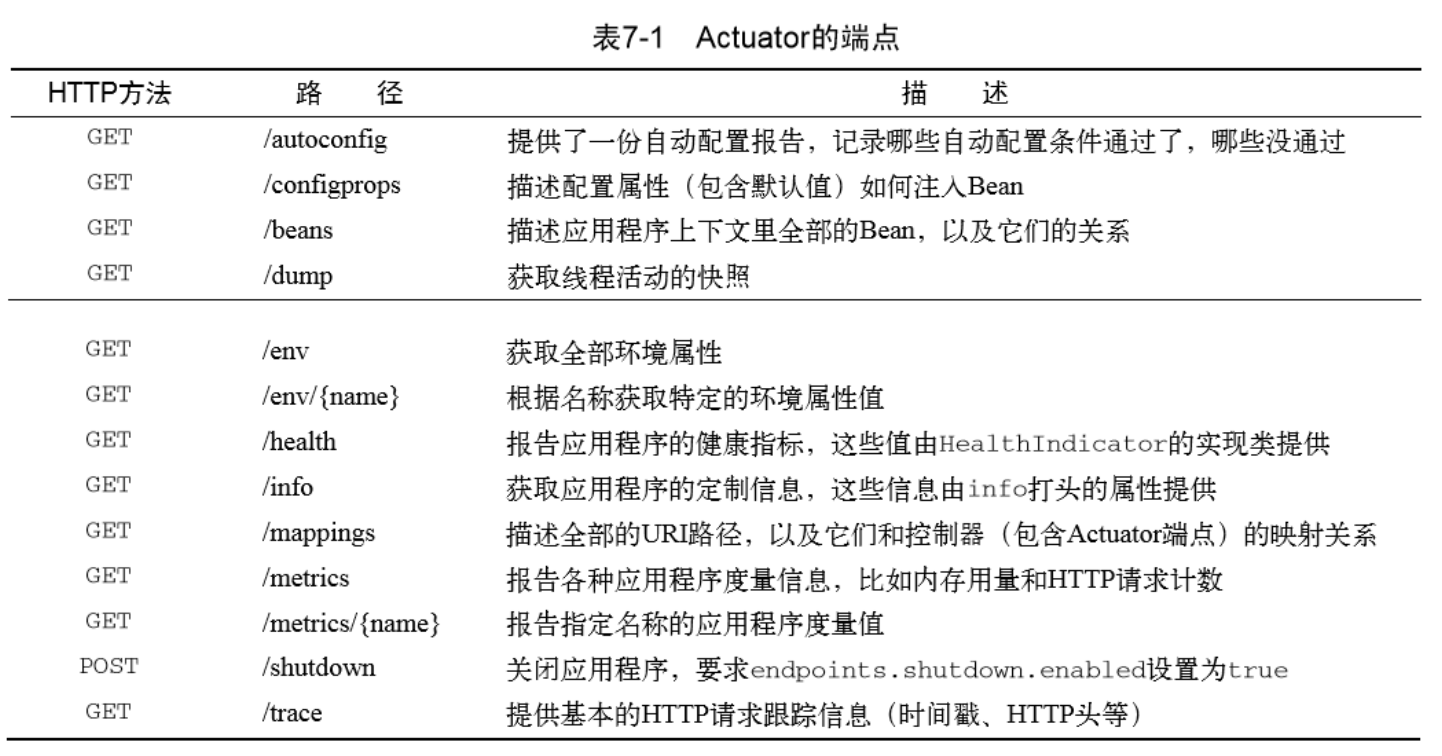 表7-1 Actuator的端点
HTTP方法 路 径 描 述
GET /autoconfig 提供了一份自动配置报告，记录哪些自动配置条件通过了，哪些没通过
GET /configprops 描述配置属性（包含默认值）如何注入Bean
GET /beans 描述应用程序上下文里全部的Bean，以及它们的关系
GET /dump 获取线程活动的快照
GET /env 获取全部环境属性
GET /env/{name} 根据名称获取特定的环境属性值
GET /health 报告应用程序的健康指标，这些值由HealthIndicator的实现类提供
GET /info 获取应用程序的定制信息，这些信息由info打头的属性提供
GET /mappings 描述全部的URI路径，以及它们和控制器（包含Actuator端点）的映射关系
GET /metrics 报告各种应用程序度量信息，比如内存用量和HTTP请求计数
GET /metrics/{name} 报告指定名称的应用程序度量值
POST /shutdown 关闭应用程序，要求endpoints.shutdown.enabled设置为true
GET /trace 提供基本的HTTP请求跟踪信息（时间戳、HTTP头等）